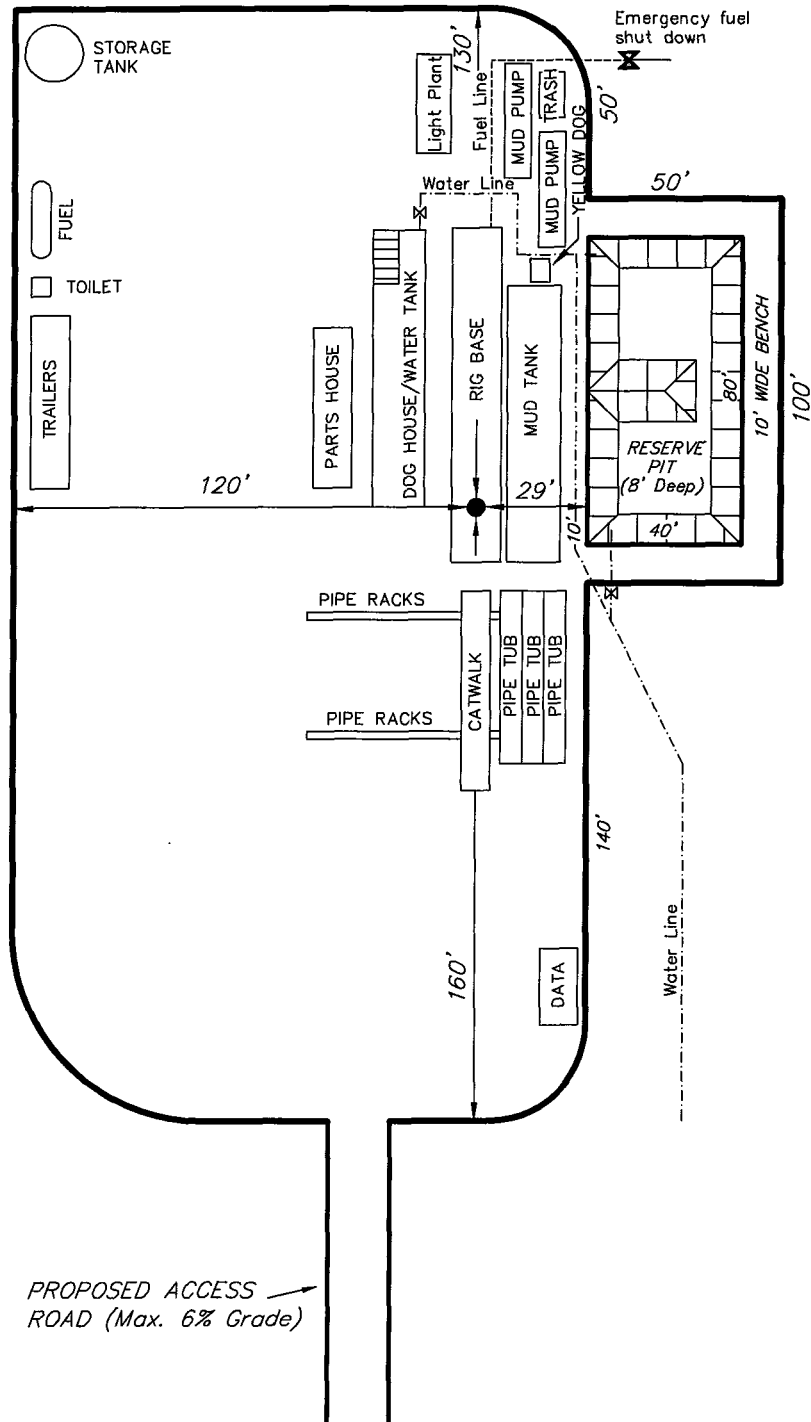 Emergency fuel
shut down
STORAGE
TANK
130'
Light Plant
Fuel Line
MUD PUMP
TRASH
50'
MUD PUMP
YELLOW DOG
Water Line
50'
FUEL
TOILET
TRAILERS
PARTS HOUSE
DOG HOUSE/WATER TANK
RIG BASE
MUD TANK
80'
10' WIDE BENCH
100'
RESERVE
PIT
(8' Deep)
120'
29'
10'
40'
PIPE RACKS
CATWALK
PIPE TUB
PIPE TUB
PIPE TUB
PIPE RACKS
140'
160'
DATA
Water Line
PROPOSED ACCESS
ROAD (Max. 6% Grade)